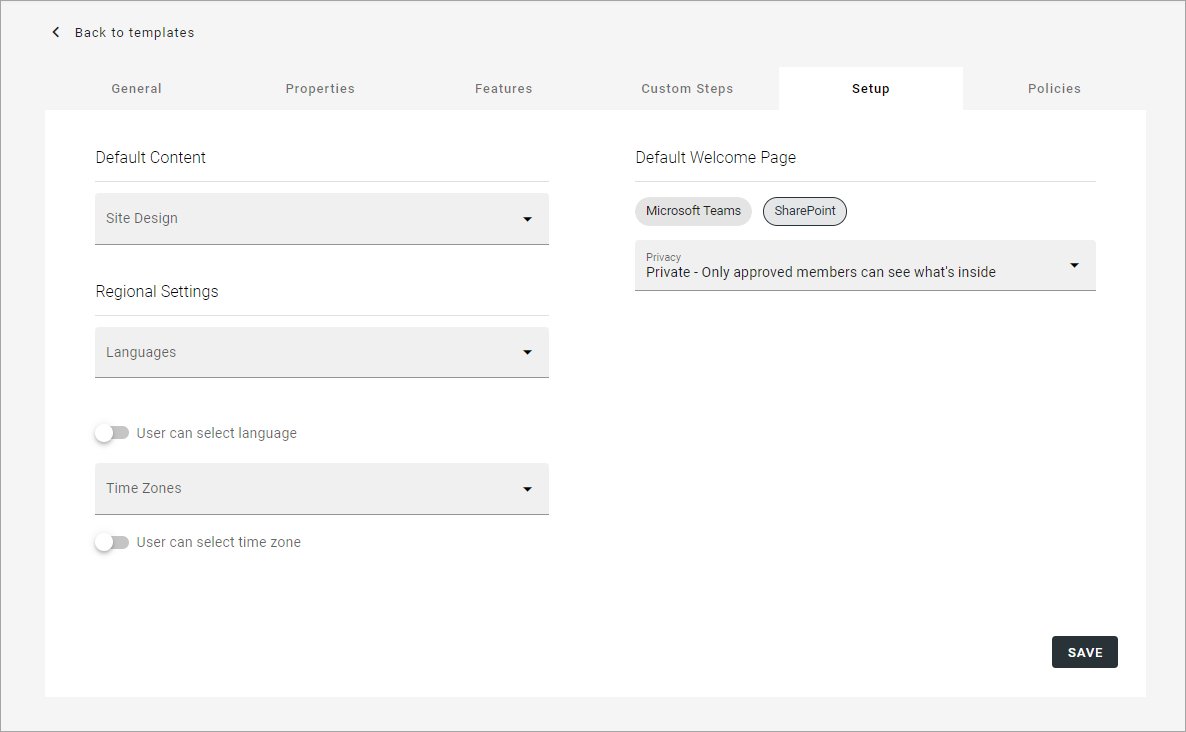 Back to templates
General
Properties
Features
Custom Steps
Setup
Policies
Default Content
Site Design
Regional Settings
Languages
User can select language
Time Zones
User can select time zone
Default Welcome Page
Microsoft Teams
SharePoint
Privacy
Private - Only approved members can see what's inside
SAVE